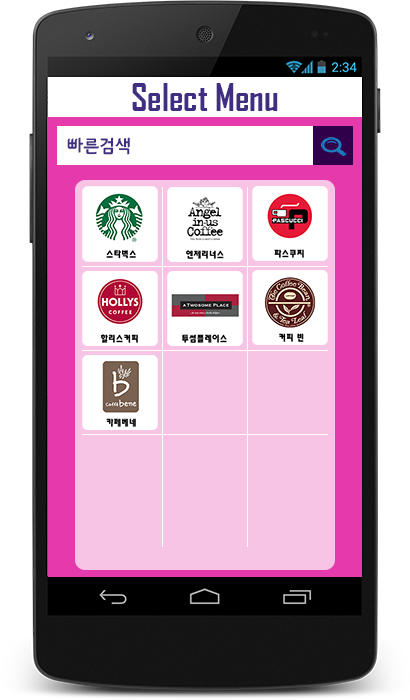 2:34
Select Menu
빠른검색
스타벅스
Angel
in us
Coffee
엔제리너스
PASCUCCI
파스쿠찌
HOLLYS
COFFEE
할리스커피
A TWOSOME PLACE
투썸플레이스
The Coffee Bean
& Tea Leaf
커피 빈
b
caffé bene
카페베네